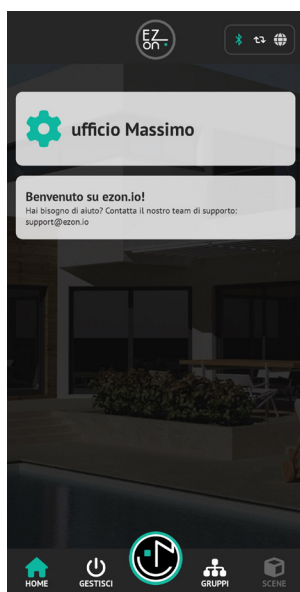 EZ
on
ufficio Massimo
Benvenuto su ezon.io!
Hai bisogno di aiuto? Contatta il nostro team di supporto:
support@ezon.io
HOME
GESTISCI
GRUPPI
SCENE